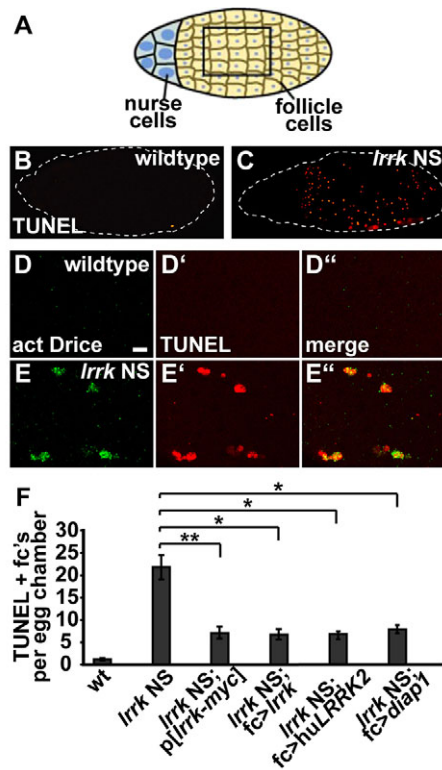 A
nurse cells
follicle cells
B wildtype
TUNEL
C lrrk NS
D wildtype
act Drice
D'
TUNEL
D"
merge
E lrrk NS
E'
E"
F
TUNEL + fc's
per egg chamber
30
25
20
15
10
5
0
*
*
*
**
wt
lrrk NS
lrrk NS;
p[lrrk-myc]
lrrk NS;
fc>lrrk
lrrk NS;
fc>huLRRK2
lrrk NS;
fc>diap1